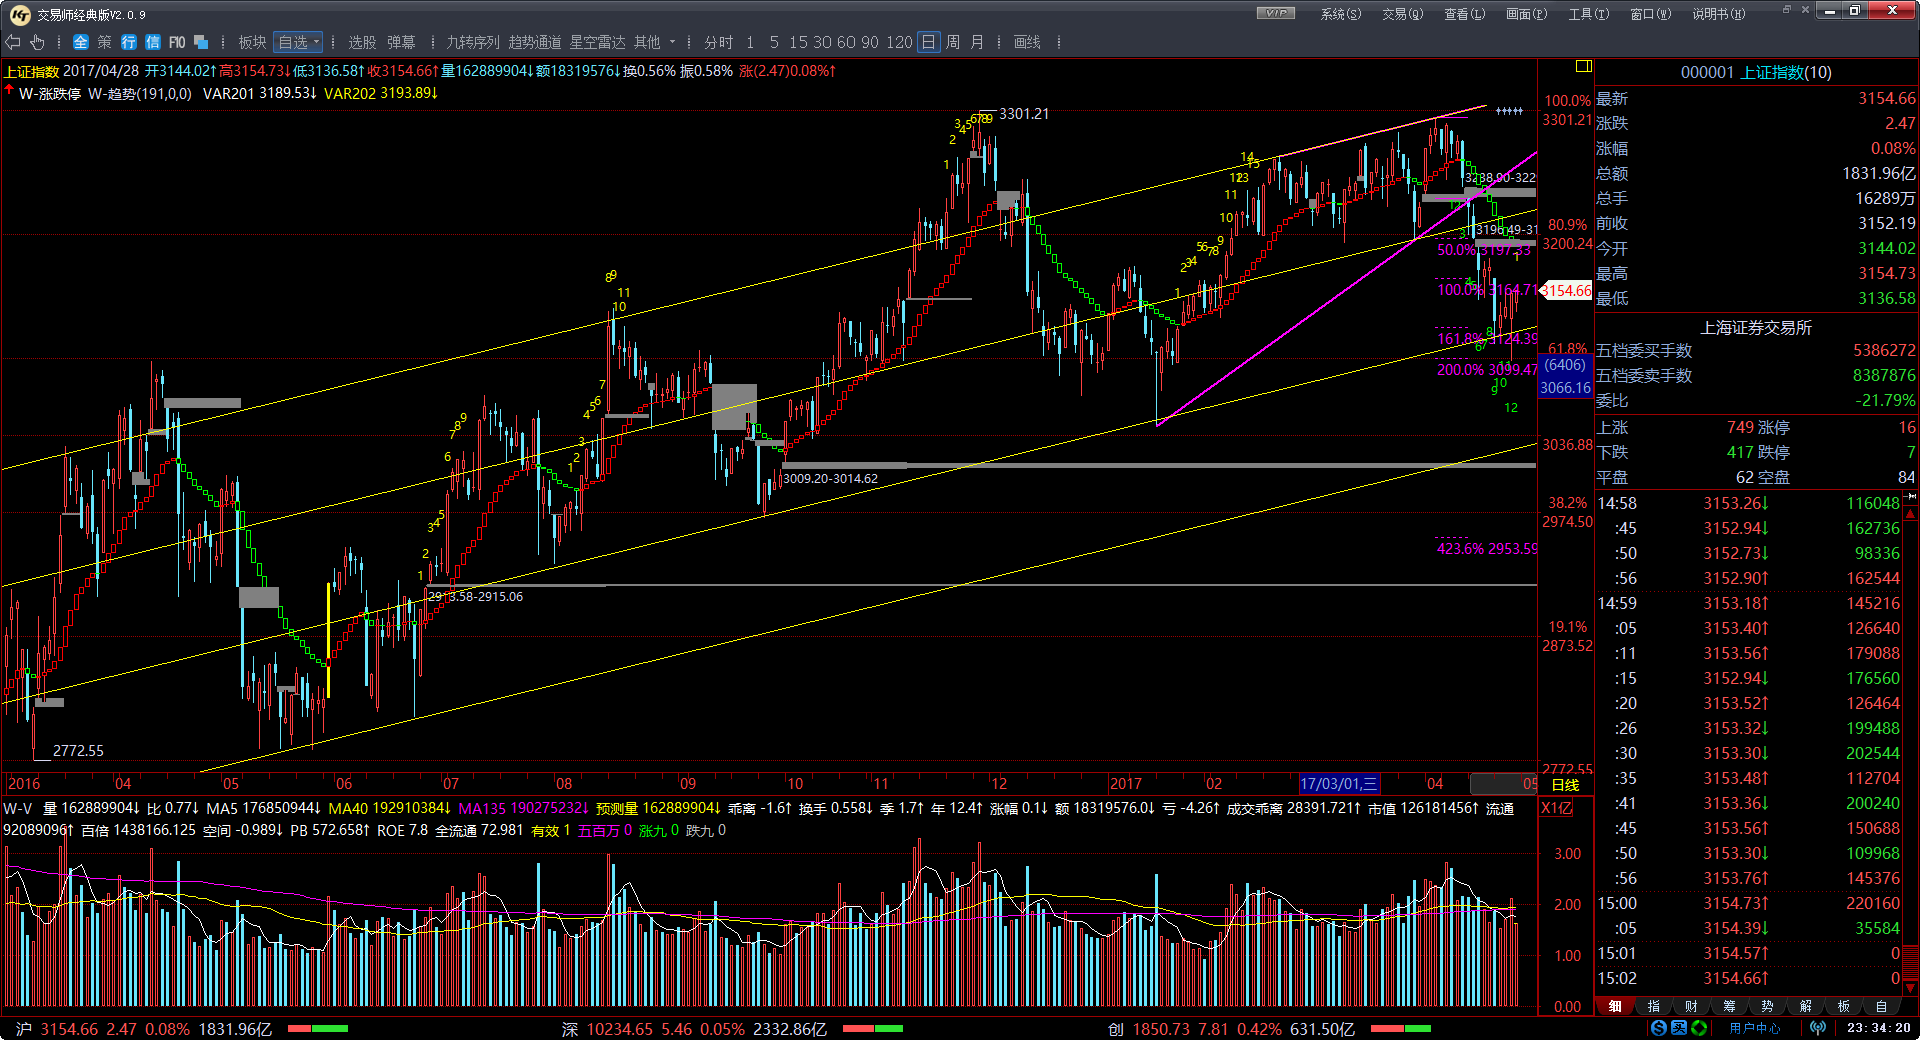 交易师经典版V2.0.9
VIP 系统(S) 交易(Q) 查看(L) 画面(P) 工具(T) 窗口(W) 说明书(H)
全 策 行 信 F10 板块 自选 选股 弹幕 九转序列 趋势通道 星空雷达 其他 分时 1 5 15 30 60 90 120 日 周 月 画线
上证指数 2017/04/28 开3144.02↑ 高3154.73↓ 低3136.58↑ 收3154.66↑ 量162889904↓ 额18319576↓ 换0.56% 振0.58% 涨(2.47)0.08%↑
W-涨跌停 W-趋势(191,0,0) VAR201 3189.53↓ VAR202 3193.89↓
3301.21
3009.20-3014.62
2915.06
2772.55
50.0% 3197.33
100.0% 3164.71
161.8% 3124.39
200.0% 3099.47
423.6% 2953.59
100.0%
3301.21
80.9%
3200.24
3154.66
61.8%
(6406)
3066.16
3036.88
38.2%
2974.50
19.1%
2873.52
2772.55
2016 04 05 06 07 08 09 10 11 12 2017 02 17/03/01,三 04 05 日线
W-V 量 162889904↓ 比 0.77↓ MA5 176850944↓ MA40 192910384↓ MA135 190275232↓ 预测量 162889904↓ 乖离 -1.6↑ 换手 0.558↓ 季 1.7↑ 年 12.4↑ 涨幅 0.1↓ 额 18319576.0↓ 亏 -4.26↑ 成交乖离 28391.721↑ 市值 126181456↑ 流通
92089096↑ 百倍 1438166.125 空间 -0.989↓ PB 572.658↑ ROE 7.8 全流通 72.981 有效 1 五百万 0 涨九 0 跌九 0
X1亿
3.00
2.00
1.00
0.00
000001 上证指数(10)
最新 3154.66
涨跌 2.47
涨幅 0.08%
总额 1831.96亿
总手 16289万
前收 3152.19
今开 3144.02
最高 3154.73
最低 3136.58
上海证券交易所
五档委买手数 5386272
五档委卖手数 8387876
委比 -21.79%
上涨 749 涨停 16
下跌 417 跌停 7
平盘 62 空盘 84
14:58 3153.26↓ 116048
:45 3152.94↓ 162736
:50 3152.73↓ 98336
:56 3152.90↑ 162544
14:59 3153.18↑ 145216
:05 3153.40↑ 126640
:11 3153.56↑ 179088
:15 3152.94↓ 176560
:20 3153.52↑ 126464
:26 3153.32↓ 199488
:30 3153.30↓ 202544
:35 3153.48↑ 112704
:41 3153.36↓ 200240
:45 3153.56↑ 150688
:50 3153.30↓ 109968
:56 3153.76↑ 145376
15:00 3154.73↑ 220160
:05 3154.39↓ 35584
15:01 3154.57↑ 0
15:02 3154.66↑ 0
细 指 财 筹 势 解 板 自
沪 3154.66 2.47 0.08% 1831.96亿 深 10234.65 5.46 0.05% 2332.86亿 创 1850.73 7.81 0.42% 631.50亿 用户中心 23:34:20